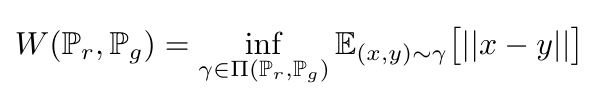 W(ℙ_r, ℙ_g) = inf_{γ∈Π(ℙ_r,ℙ_g)} 𝔼_{(x,y)∼γ}[||x − y||]